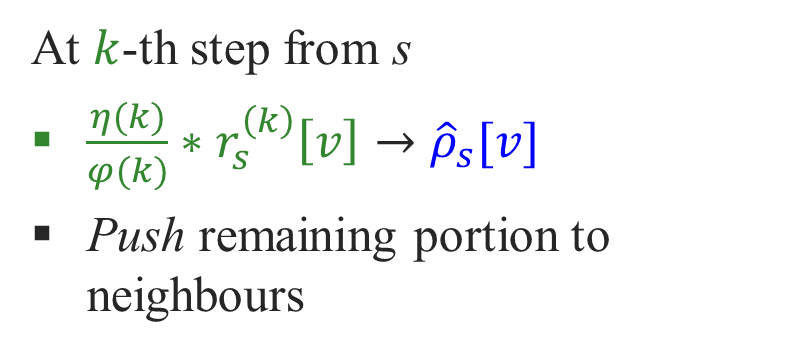 At k-th step from s
▪ η(k)/φ(k) * r_s^(k)[v] → ρ̂_s[v]
▪ Push remaining portion to
neighbours